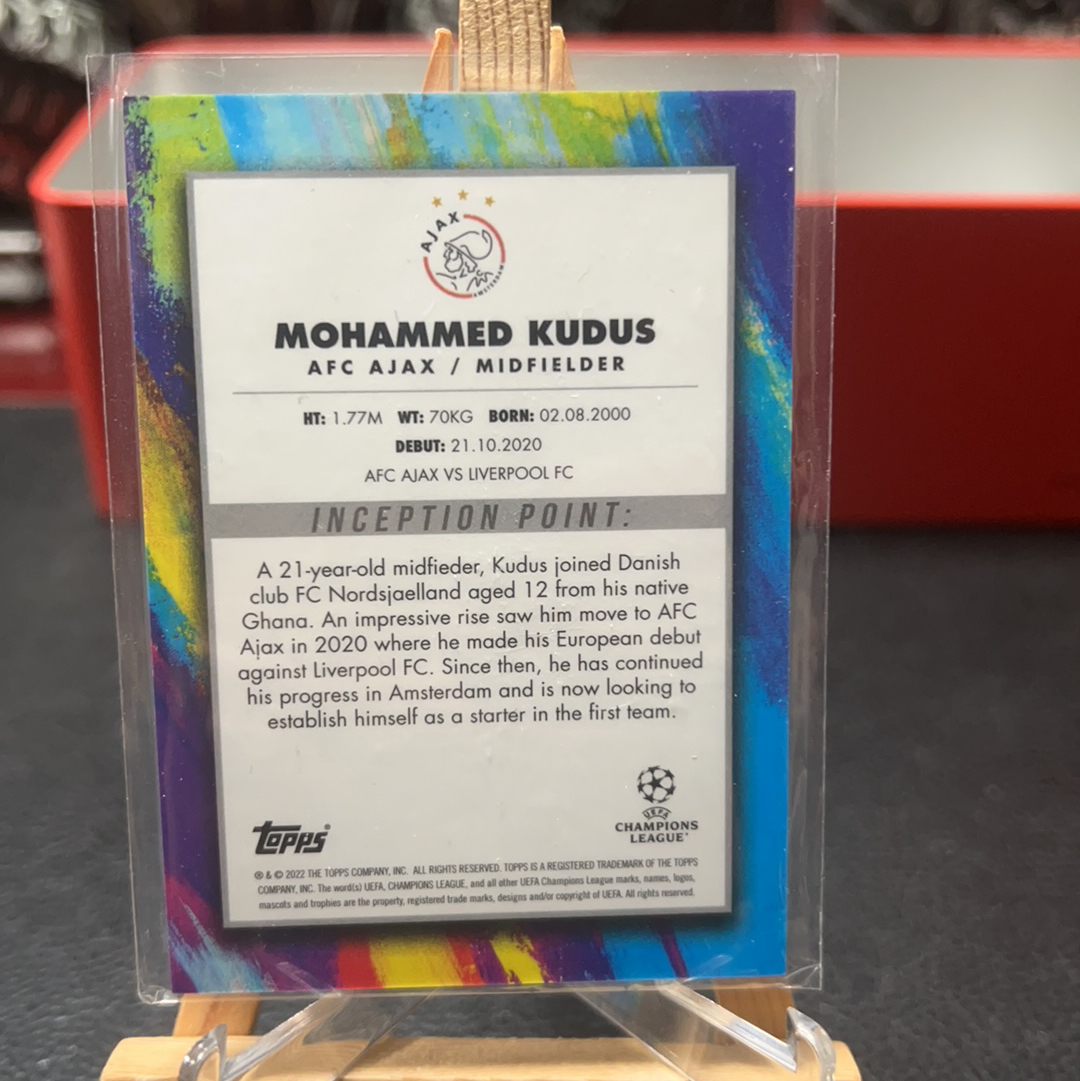 AJAX
AMSTERDAM
MOHAMMED KUDUS
AFC AJAX / MIDFIELDER
HT: 1.77M WT: 70KG BORN: 02.08.2000
DEBUT: 21.10.2020
AFC AJAX VS LIVERPOOL FC
INCEPTION POINT:
A 21-year-old midfieder, Kudus joined Danish
club FC Nordsjaelland aged 12 from his native
Ghana. An impressive rise saw him move to AFC
Ajax in 2020 where he made his European debut
against Liverpool FC. Since then, he has continued
his progress in Amsterdam and is now looking to
establish himself as a starter in the first team.
topps®
UEFA
CHAMPIONS
LEAGUE®
® & © 2022 THE TOPPS COMPANY, INC. ALL RIGHTS RESERVED. TOPPS IS A REGISTERED TRADEMARK OF THE TOPPS
COMPANY, INC. The word(s) UEFA, CHAMPIONS LEAGUE, and all other UEFA Champions League marks, names, logos,
mascots and trophies are the property, registered trade marks, designs and/or copyright of UEFA. All rights reserved.